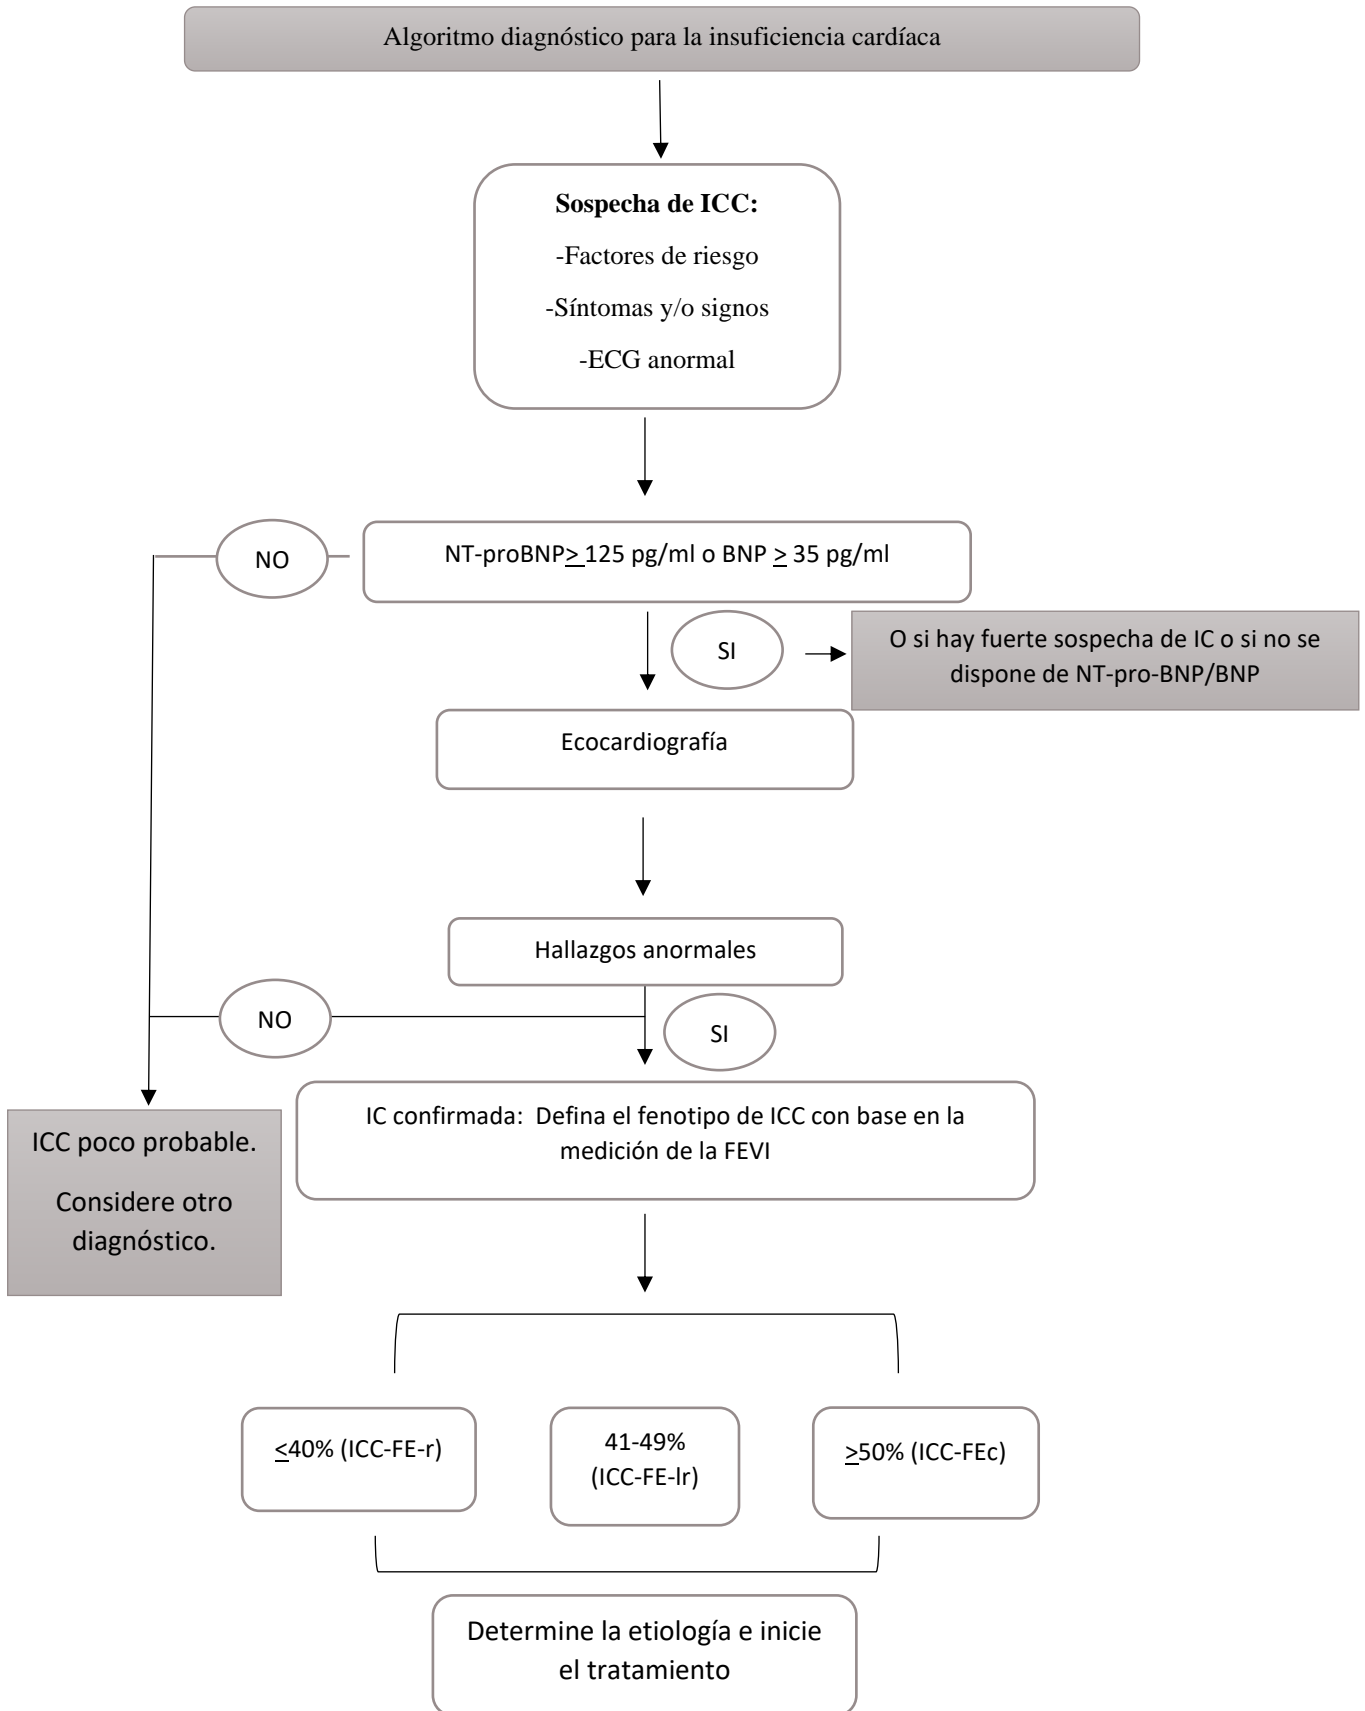 Algoritmo diagnóstico para la insuficiencia cardíaca
Sospecha de ICC:
-Factores de riesgo
-Síntomas y/o signos
-ECG anormal
NO
NT-proBNP≥ 125 pg/ml o BNP ≥ 35 pg/ml
SI
O si hay fuerte sospecha de IC o si no se
dispone de NT-pro-BNP/BNP
Ecocardiografía
Hallazgos anormales
NO
SI
IC confirmada: Defina el fenotipo de ICC con base en la
medición de la FEVI
ICC poco probable.
Considere otro
diagnóstico.
≤40% (ICC-FE-r)
41-49%
(ICC-FE-lr)
≥50% (ICC-FEc)
Determine la etiología e inicie
el tratamiento